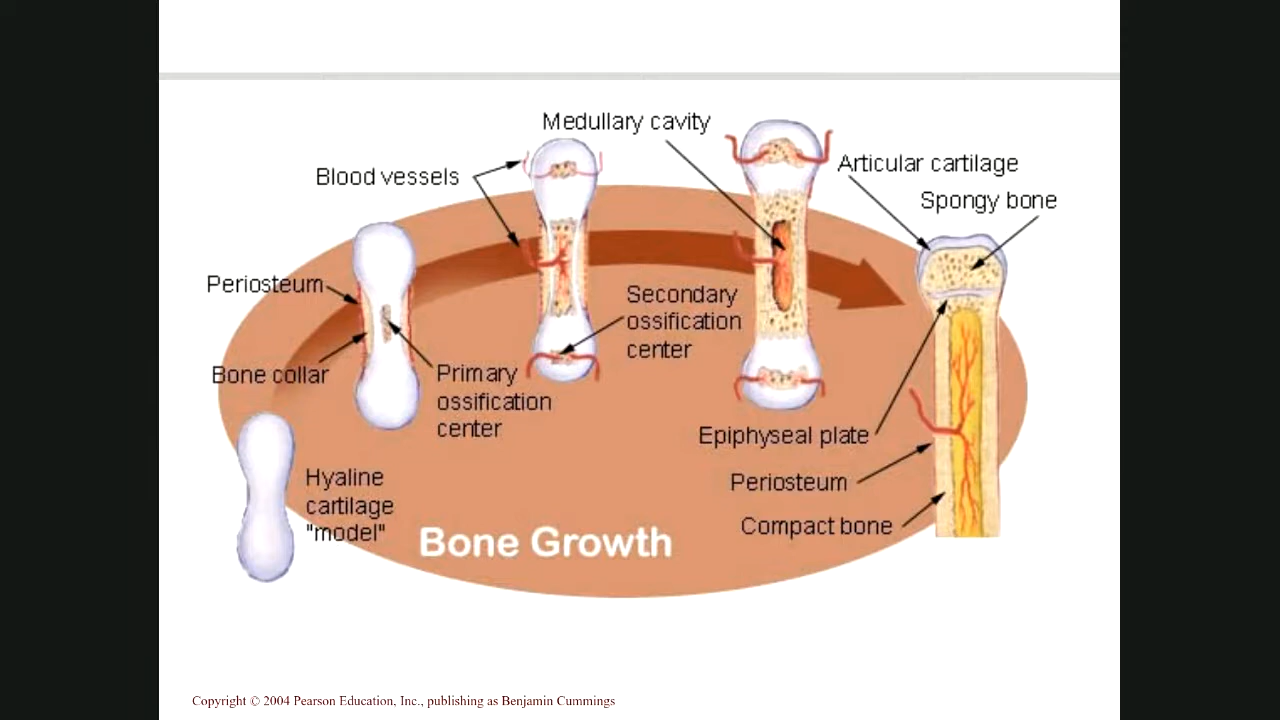 Medullary cavity
Blood vessels
Articular cartilage
Spongy bone
Periosteum
Secondary
ossification
center
Bone collar
Primary
ossification
center
Epiphyseal plate
Hyaline
cartilage
"model"
Periosteum
Compact bone
Bone Growth
Copyright © 2004 Pearson Education, Inc., publishing as Benjamin Cummings